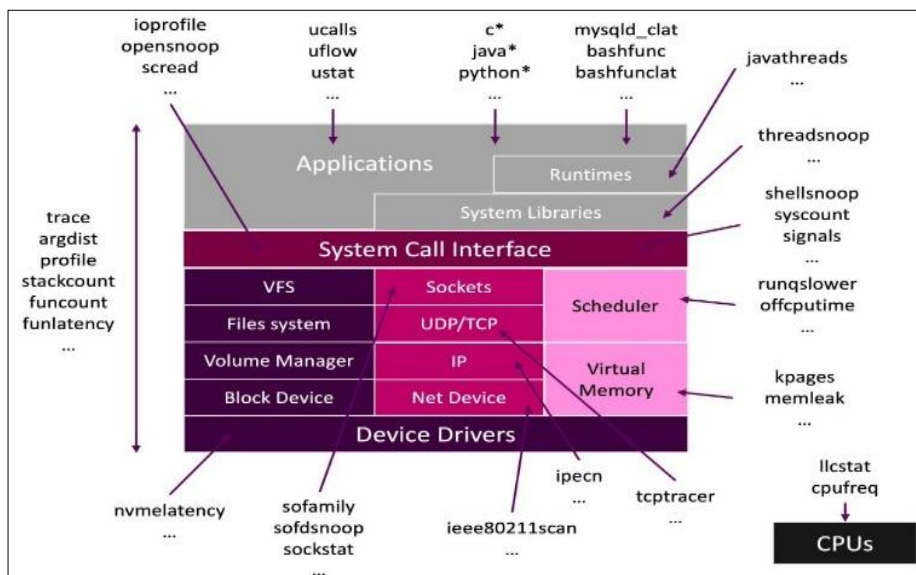 ioprofile
opensnoop
scread
...
ucalls
uflow
ustat
...
c*
java*
python*
...
mysqld_clat
bashfunc
bashfunclat
...
javathreads
...
Applications
Runtimes
System Libraries
threadsnoop
...
trace
argdist
profile
stackcount
funccount
funlatency
...
System Call Interface
shellsnoop
syscount
signals
...
VFS
Sockets
Scheduler
runqslower
offcputime
...
Files system
UDP/TCP
Volume Manager
IP
Virtual
Memory
kpages
memleak
...
Block Device
Net Device
Device Drivers
nvmelatency
...
sofamily
sofdsnoop
sockstat
...
ieee80211scan
...
ipecn
...
tcptracer
...
llcstat
cpufreq
CPUs